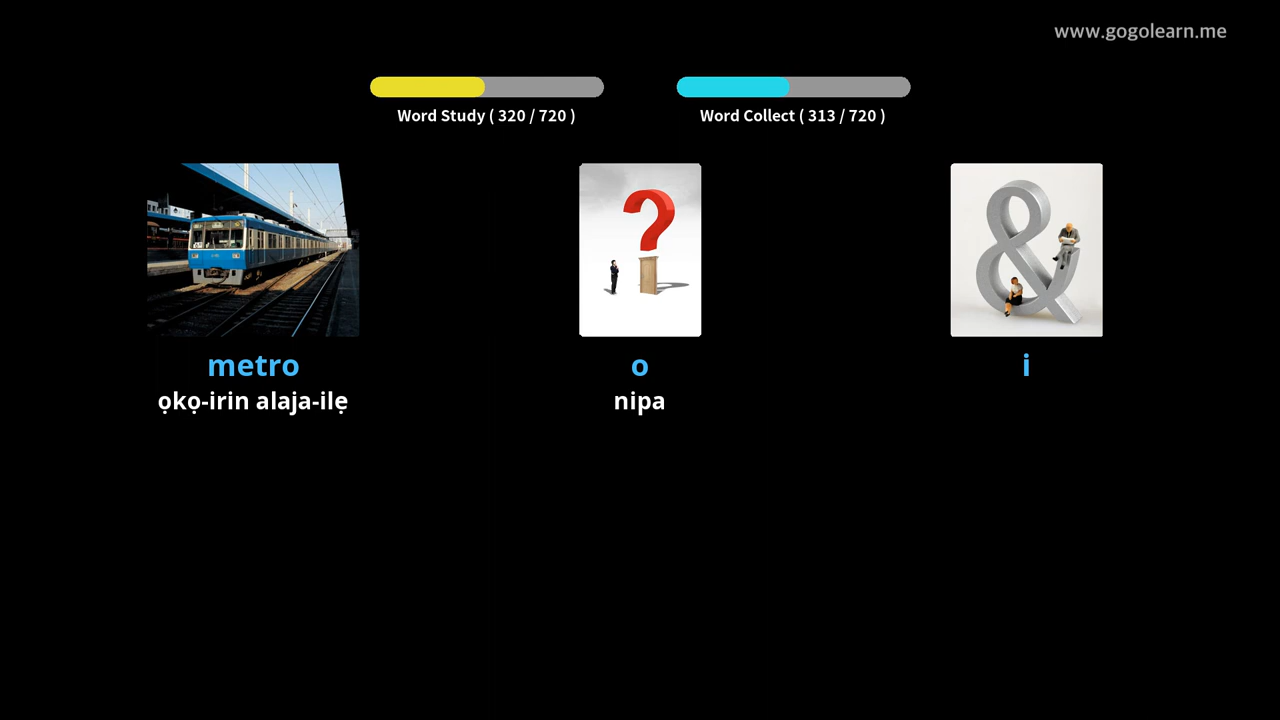 www.gogolearn.me
Word Study ( 320 / 720 )
Word Collect ( 313 / 720 )
metro
ọkọ-irin alaja-ilẹ
o
nipa
i